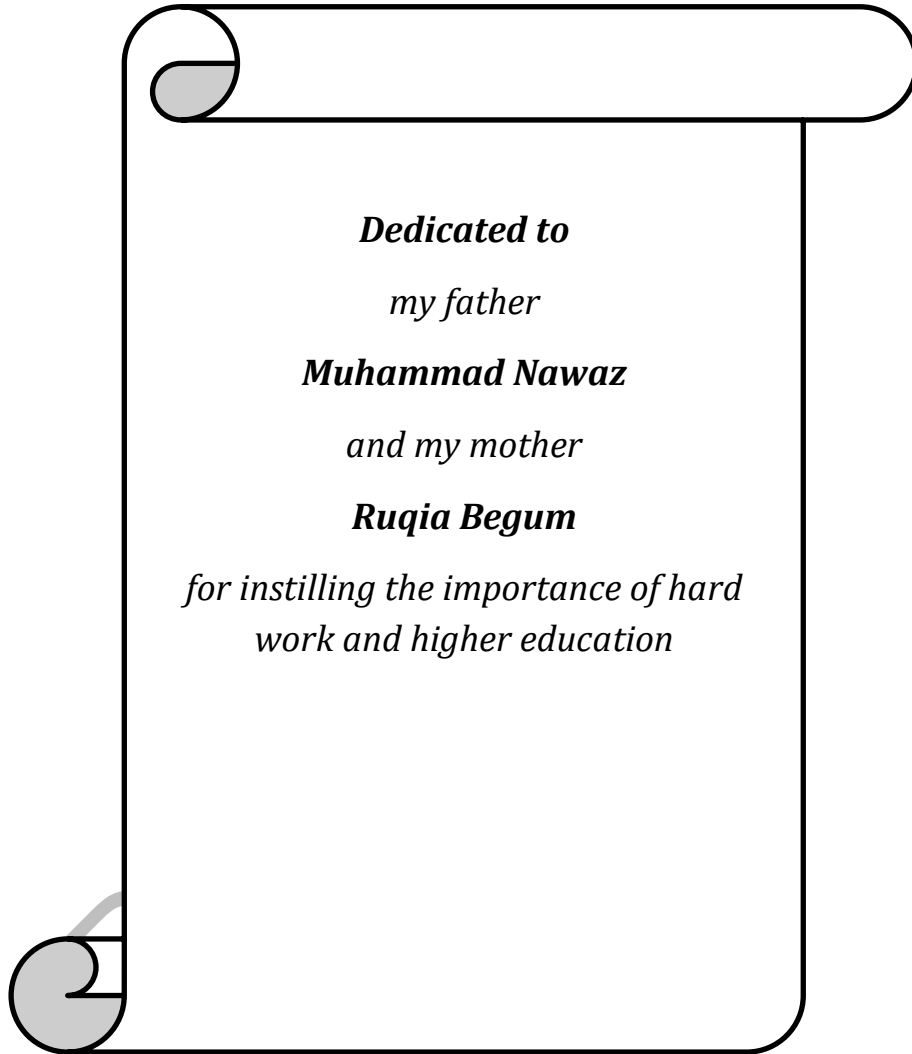 Dedicated to
my father
Muhammad Nawaz
and my mother
Ruqia Begum
for instilling the importance of hard
work and higher education